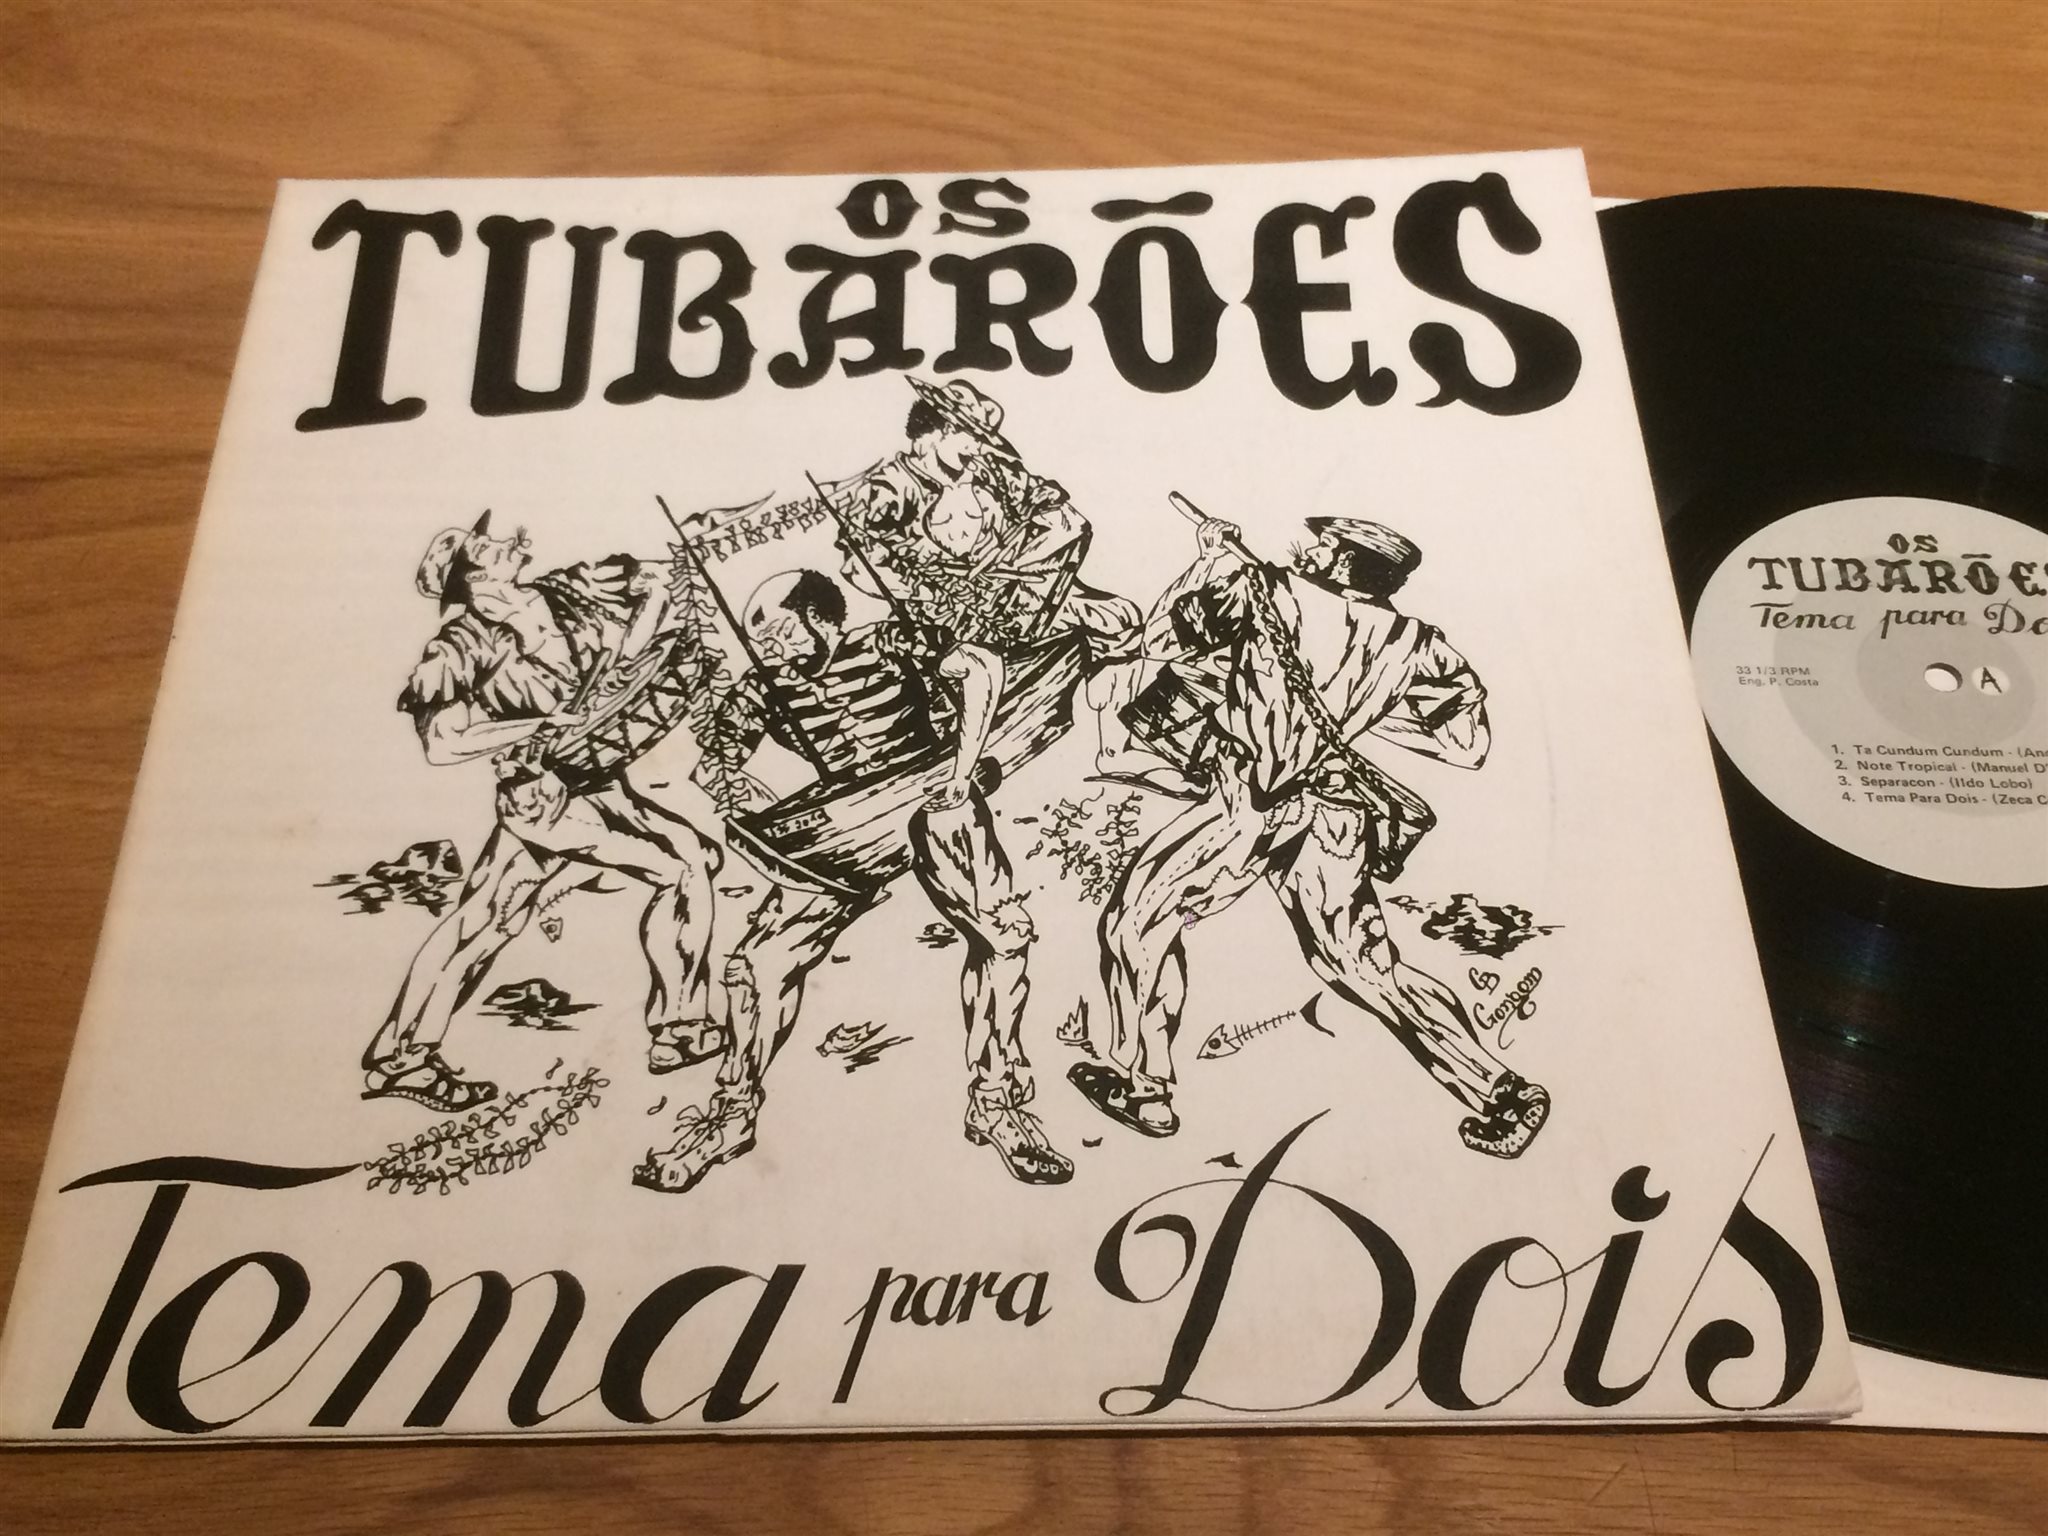 OS
TUBARÕES
Tema para Dois
GB
OS
TUBARÕES
Tema para Do
33 1/3 RPM
Eng. P. Costa
A
1. Ta Cundum Cundum - (An
2. Note Tropical - (Manuel D'
3. Separacon - (Ildo Lobo)
4. Tema Para Dois - (Zeca C